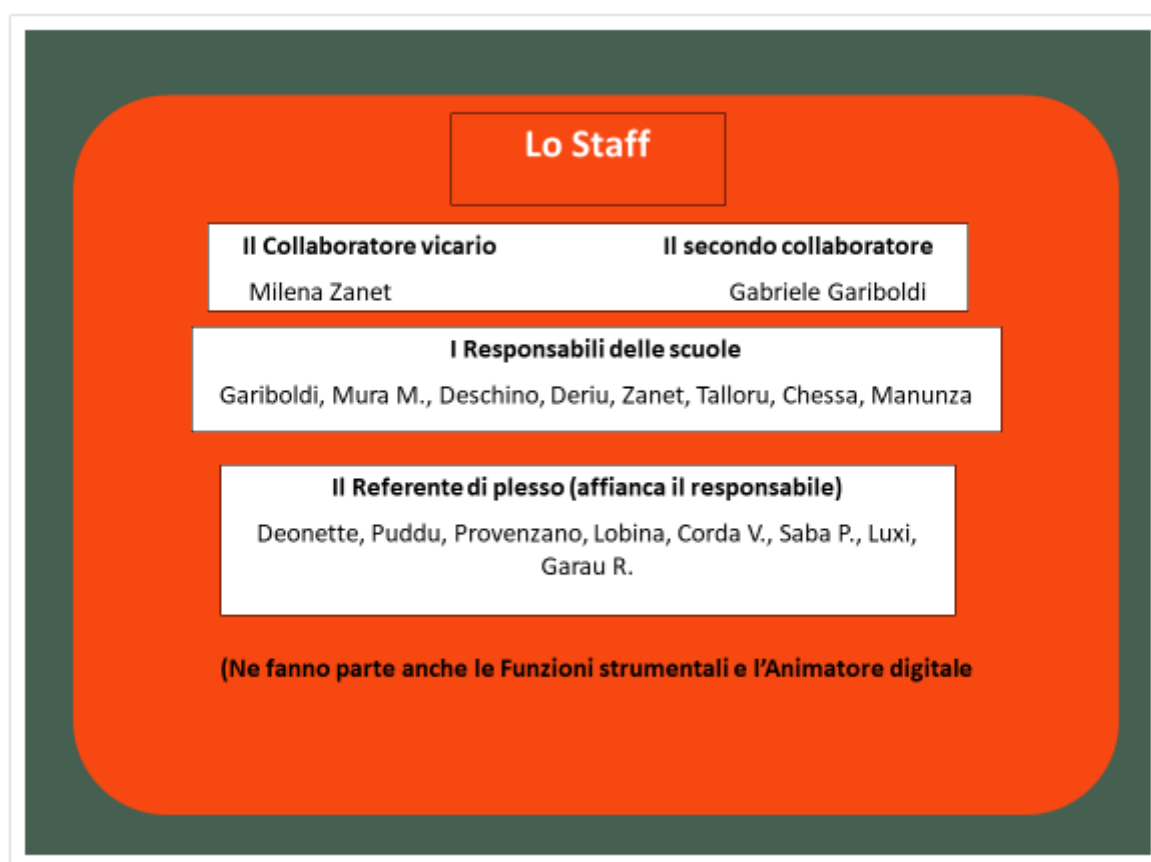 Lo Staff
Il Collaboratore vicario Il secondo collaboratore
Milena Zanet Gabriele Gariboldi
I Responsabili delle scuole
Gariboldi, Mura M., Deschino, Deriu, Zanet, Talloru, Chessa, Manunza
Il Referente di plesso (affianca il responsabile)
Deonette, Puddu, Provenzano, Lobina, Corda V., Saba P., Luxi,
Garau R.
(Ne fanno parte anche le Funzioni strumentali e l’Animatore digitale